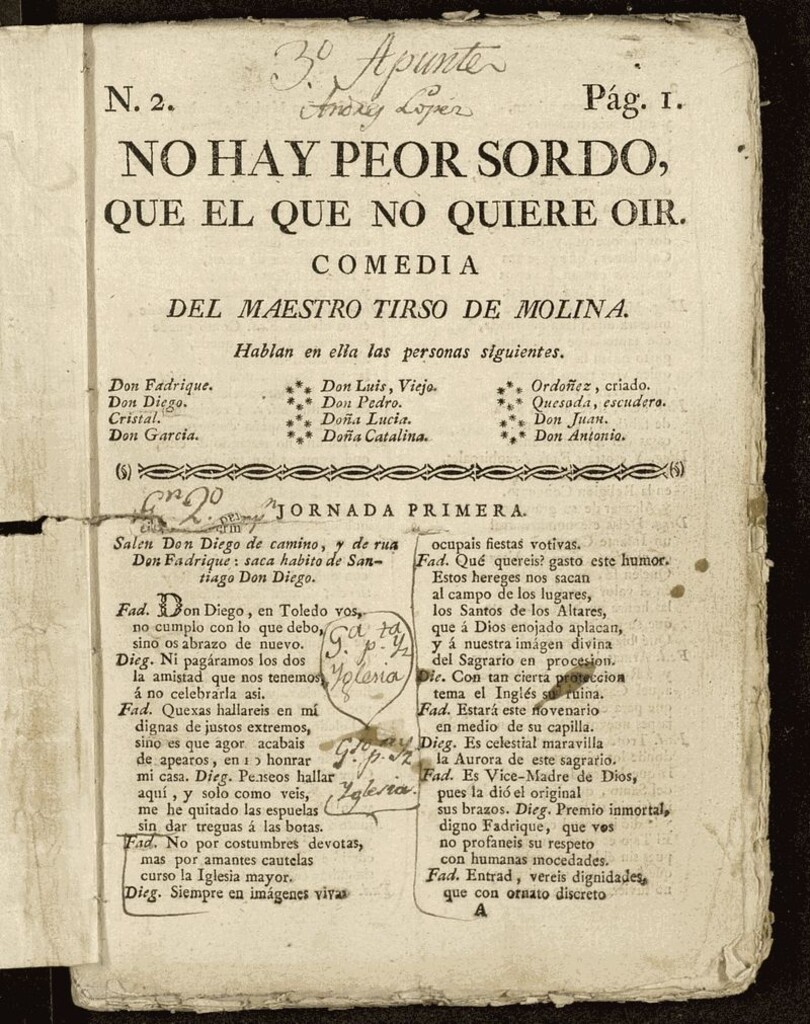 3º Apunte
N. 2.
Andres Lopez
Pág. 1.
NO HAY PEOR SORDO,
QUE EL QUE NO QUIERE OIR.
COMEDIA
DEL MAESTRO TIRSO DE MOLINA.
Hablan en ella las personas siguientes.
Don Fadrique.
Don Diego.
Cristal.
Don Garcia.
Don Luis, Viejo.
Don Pedro.
Doña Lucia.
Doña Catalina.
Ordoñez, criado.
Quesada, escudero.
Don Juan.
Don Antonio.
JORNADA PRIMERA.
Salen Don Diego de camino, y de rua
Don Fadrique: saca habito de San-
tiago Don Diego.
Fad. Don Diego, en Toledo vos,
no cumplo con lo que debo,
sino os abrazo de nuevo.
Dieg. Ni pagáramos los dos
la amistad que nos tenemos,
á no celebrarla asi.
Fad. Quexas hallareis en mí
dignas de justos extremos,
sino es que agor acabais
de apearos, en honrar
mi casa. Dieg. Penseos hallar
aquí, y solo como veis,
me he quitado las espuelas
sin dar treguas á las botas.
Fad. No por costumbres devotas,
mas por amantes cautelas
curso la Iglesia mayor.
Dieg. Siempre en imágenes vivas
Yglesia
Yglesia.
ocupais fiestas votivas.
Fad. Qué quereis? gasto este humor.
Estos hereges nos sacan
al campo de los lugares,
los Santos de los Altares,
que á Dios enojado aplacan,
y á nuestra imágen divina
del Sagrario en procesion.
Die. Con tan cierta proteccion
tema el Inglés su ruina.
Fad. Estará este novenario
en medio de su capilla.
Dieg. Es celestial maravilla
la Aurora de este sagrario.
Fad. Es Vice-Madre de Dios,
pues la dió el original
sus brazos. Dieg. Premio inmortal,
digno Fadrique, que vos
no profaneis su respeto
con humanas mocedades.
Fad. Entrad, vereis dignidades,
que con ornato discreto
A